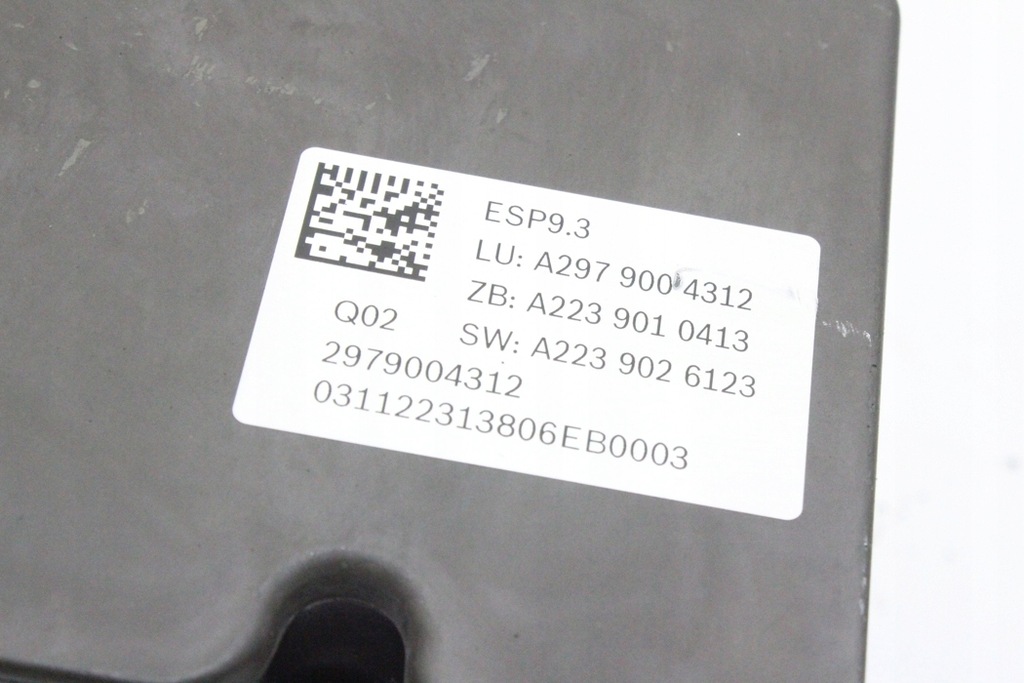 ESP9.3
LU: A297 900 4312
ZB: A223 901 0413
SW: A223 902 6123
Q02
2979004312
031122313806EB0003